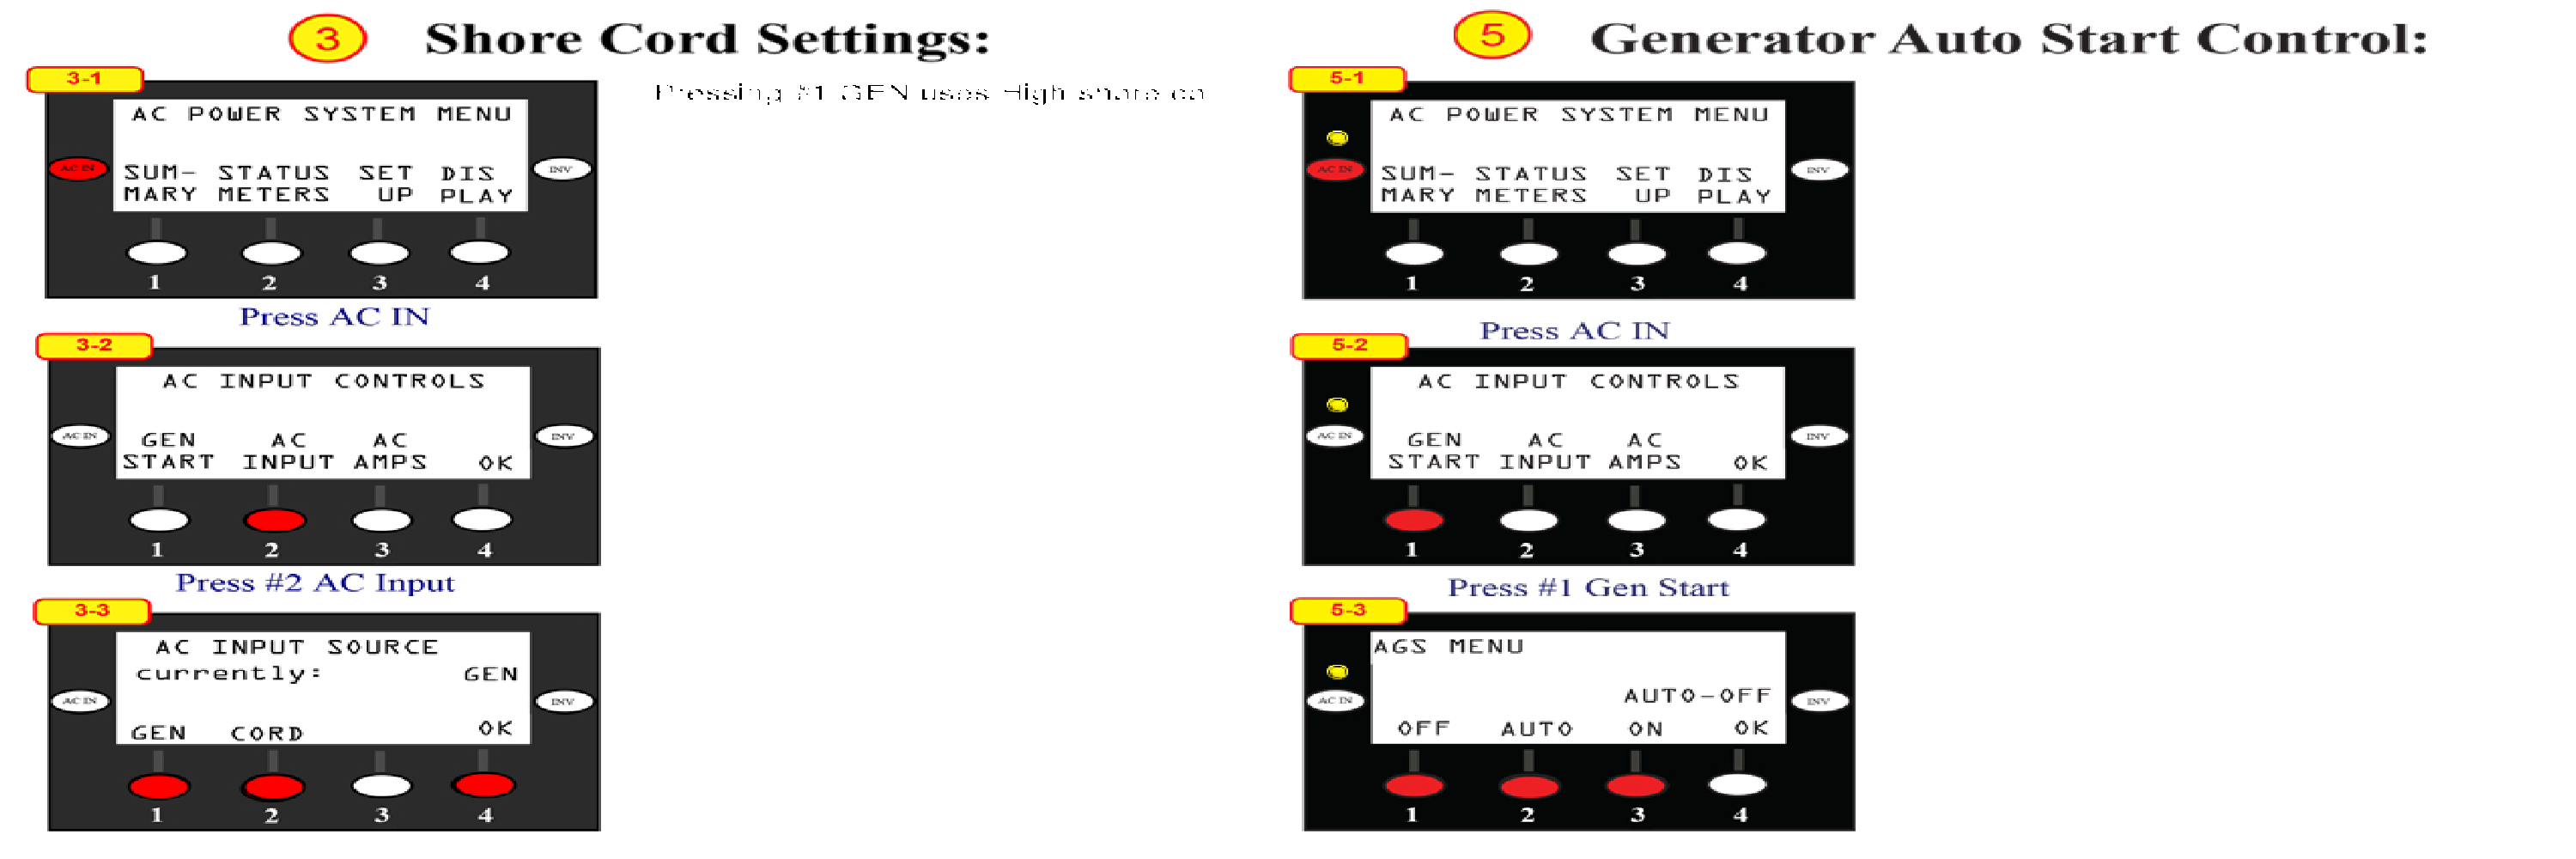 3 Shore Cord Settings:
3-1
Pressing #1 GEN uses High shore co
AC POWER SYSTEM MENU
AC IN
INV
SUM- STATUS SET DIS
MARY METERS UP PLAY
1 2 3 4
Press AC IN
3-2
AC INPUT CONTROLS
AC IN
INV
GEN AC AC
START INPUT AMPS OK
1 2 3 4
Press #2 AC Input
3-3
AC INPUT SOURCE
currently: GEN
AC IN
INV
GEN CORD OK
1 2 3 4
5 Generator Auto Start Control:
5-1
AC POWER SYSTEM MENU
AC IN
INV
SUM- STATUS SET DIS
MARY METERS UP PLAY
1 2 3 4
Press AC IN
5-2
AC INPUT CONTROLS
AC IN
INV
GEN AC AC
START INPUT AMPS OK
1 2 3 4
Press #1 Gen Start
5-3
AGS MENU
AUTO-OFF
AC IN
INV
OFF AUTO ON OK
1 2 3 4